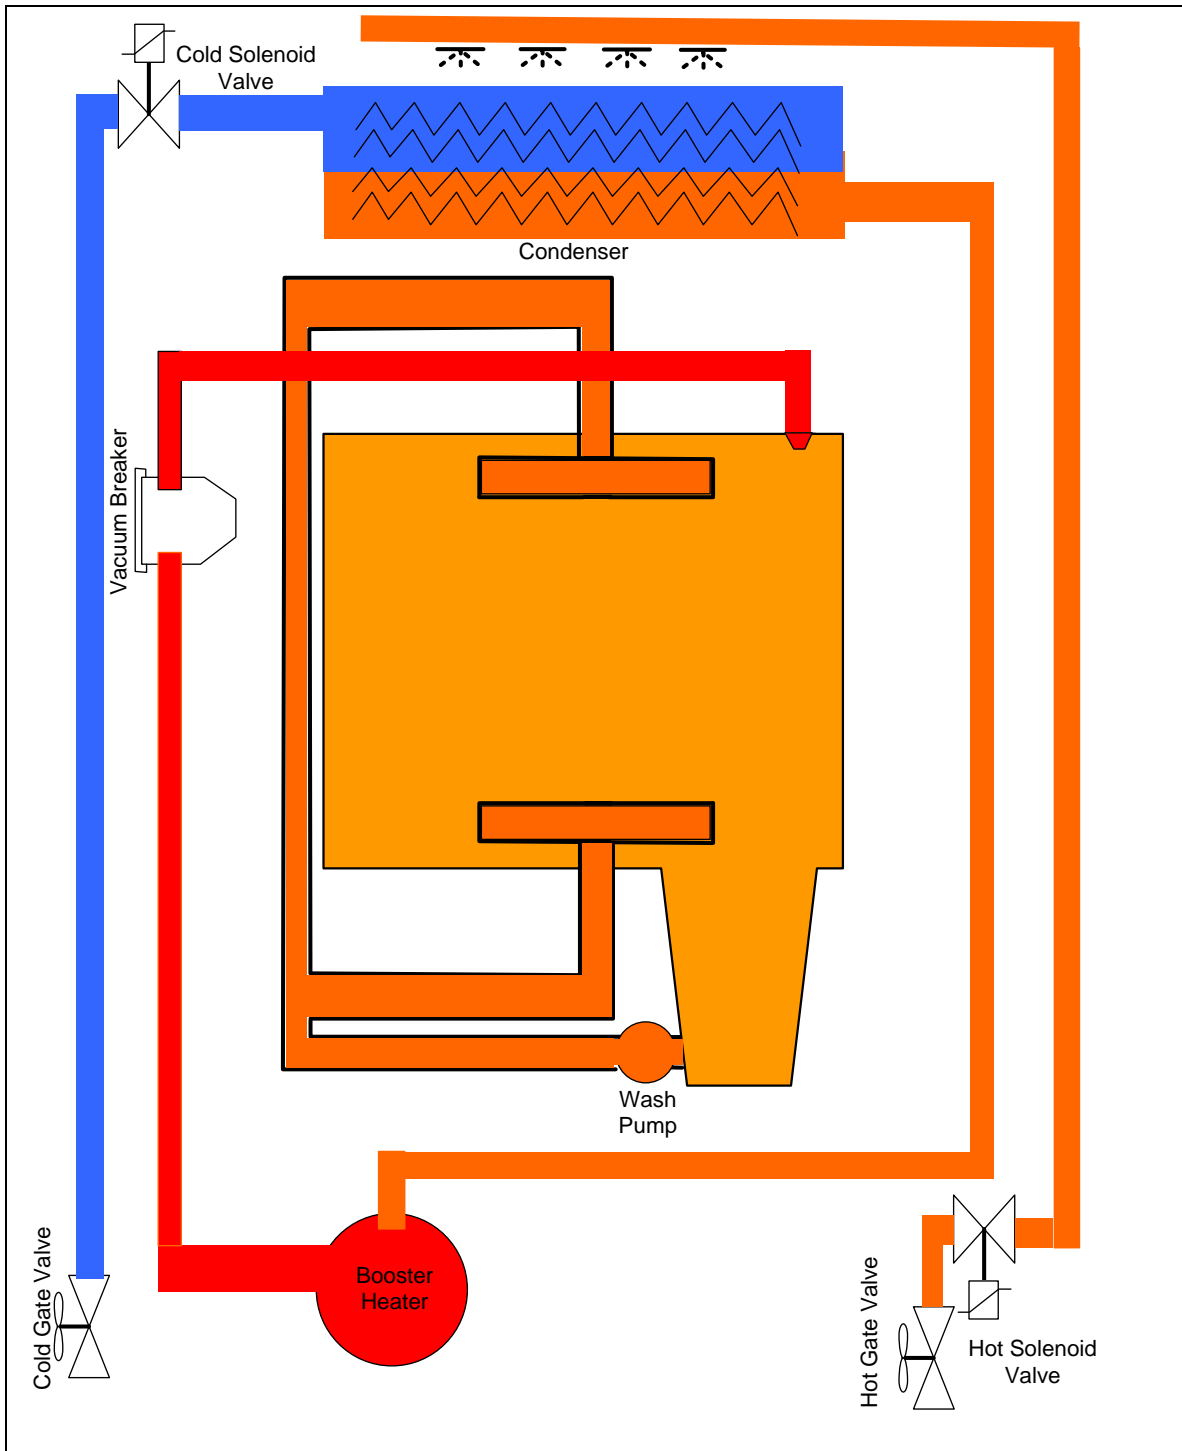 Cold Solenoid
Valve
Condenser
Vacuum Breaker
Wash
Pump
Booster
Heater
Cold Gate Valve
Hot Gate Valve
Hot Solenoid
Valve